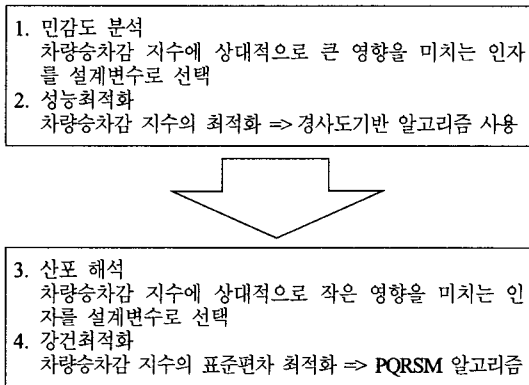 1. 민감도 분석
차량승차감 지수에 상대적으로 큰 영향을 미치는 인자
를 설계변수로 선택
2. 성능최적화
차량승차감 지수의 최적화 => 경사도기반 알고리즘 사용
3. 산포 해석
차량승차감 지수에 상대적으로 작은 영향을 미치는 인
자를 설계변수로 선택
4. 강건최적화
차량승차감 지수의 표준편차 최적화 => PQRSM 알고리즘